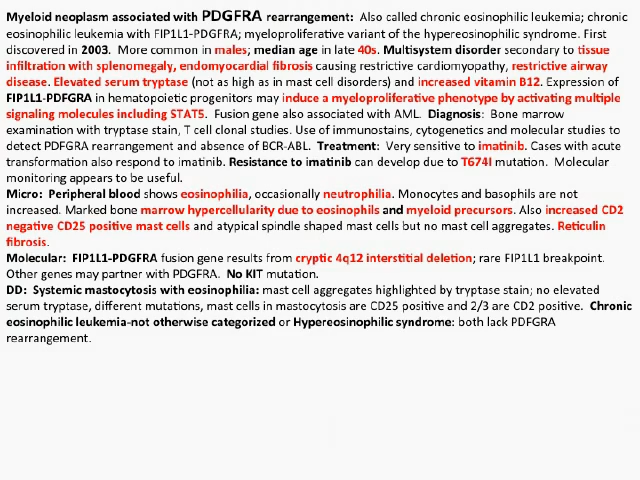 Myeloid neoplasm associated with PDGFRA rearrangement: Also called chronic eosinophilic leukemia; chronic
eosinophilic leukemia with FIP1L1-PDGFRA; myeloproliferative variant of the hypereosinophilic syndrome. First
discovered in 2003. More common in males; median age in late 40s. Multisystem disorder secondary to tissue
infiltration with splenomegaly, endomyocardial fibrosis causing restrictive cardiomyopathy, restrictive airway
disease. Elevated serum tryptase (not as high as in mast cell disorders) and increased vitamin B12. Expression of
FIP1L1-PDFGRA in hematopoietic progenitors may induce a myeloproliferative phenotype by activating multiple
signaling molecules including STAT5. Fusion gene also associated with AML. Diagnosis: Bone marrow
examination with tryptase stain, T cell clonal studies. Use of immunostains, cytogenetics and molecular studies to
detect PDGFRA rearrangement and absence of BCR-ABL. Treatment: Very sensitive to imatinib. Cases with acute
transformation also respond to imatinib. Resistance to imatinib can develop due to T674I mutation. Molecular
monitoring appears to be useful.
Micro: Peripheral blood shows eosinophilia, occasionally neutrophilia. Monocytes and basophils are not
increased. Marked bone marrow hypercellularity due to eosinophils and myeloid precursors. Also increased CD2
negative CD25 positive mast cells and atypical spindle shaped mast cells but no mast cell aggregates. Reticulin
fibrosis.
Molecular: FIP1L1-PDGFRA fusion gene results from cryptic 4q12 interstitial deletion; rare FIP1L1 breakpoint.
Other genes may partner with PDGFRA. No KIT mutation.
DD: Systemic mastocytosis with eosinophilia: mast cell aggregates highlighted by tryptase stain; no elevated
serum tryptase, different mutations, mast cells in mastocytosis are CD25 positive and 2/3 are CD2 positive. Chronic
eosinophilic leukemia-not otherwise categorized or Hypereosinophilic syndrome: both lack PDFGRA
rearrangement.